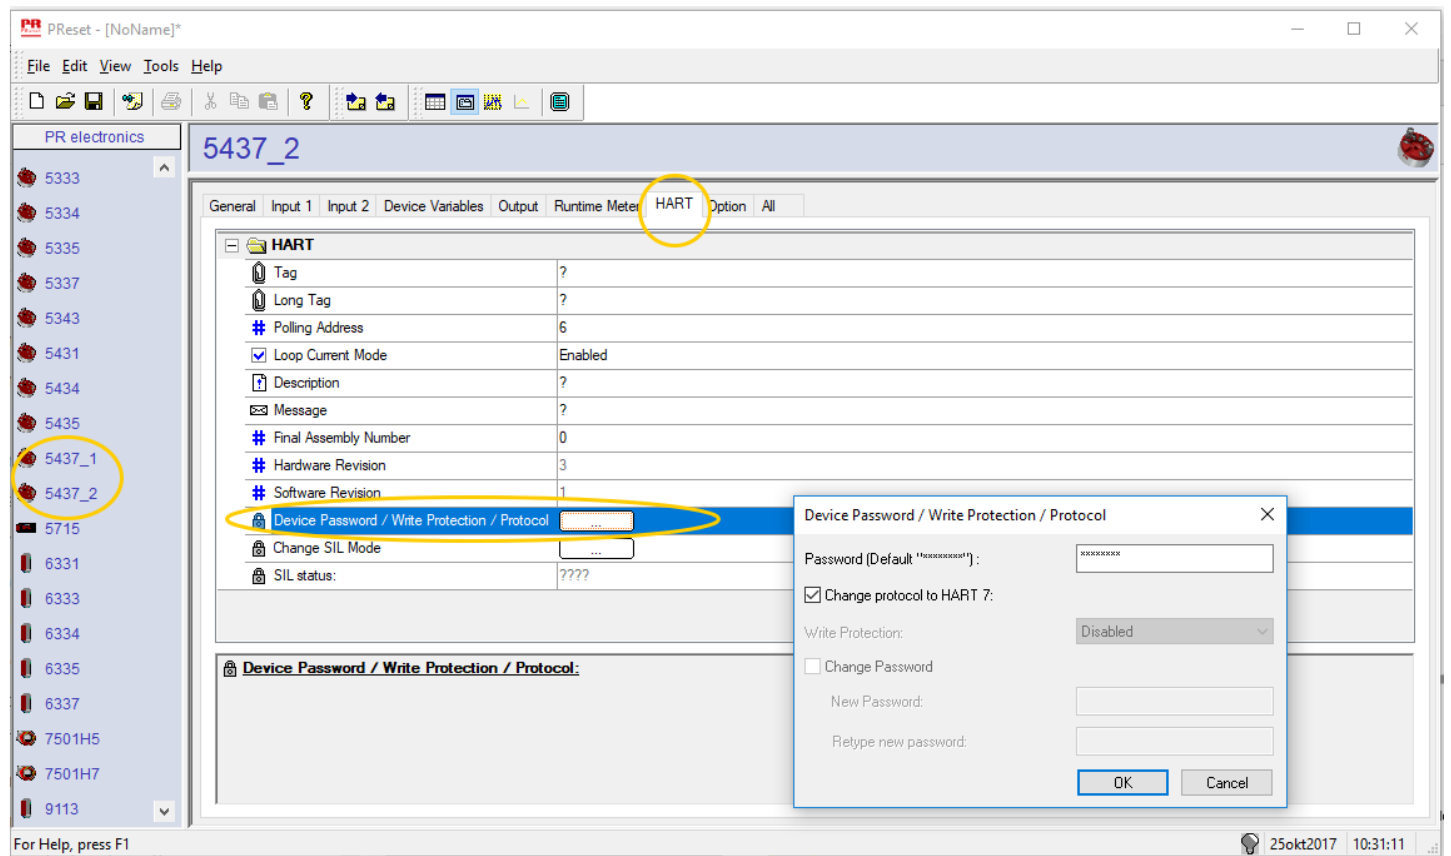 PReset - [NoName]*
File Edit View Tools Help
PR electronics
5333
5334
5335
5337
5343
5431
5434
5435
5437_1
5437_2
5715
6331
6333
6334
6335
6337
7501H5
7501H7
9113
5437_2
General Input 1 Input 2 Device Variables Output Runtime Meter HART Option All
HART
Tag ?
Long Tag ?
Polling Address 6
Loop Current Mode Enabled
Description ?
Message ?
Final Assembly Number 0
Hardware Revision 3
Software Revision 1
Device Password / Write Protection / Protocol ...
Change SIL Mode ...
SIL status: ????
Device Password / Write Protection / Protocol:
Device Password / Write Protection / Protocol
Password (Default "********") : ********
Change protocol to HART 7:
Write Protection: Disabled
Change Password
New Password:
Retype new password:
OK Cancel
For Help, press F1 25okt2017 10:31:11